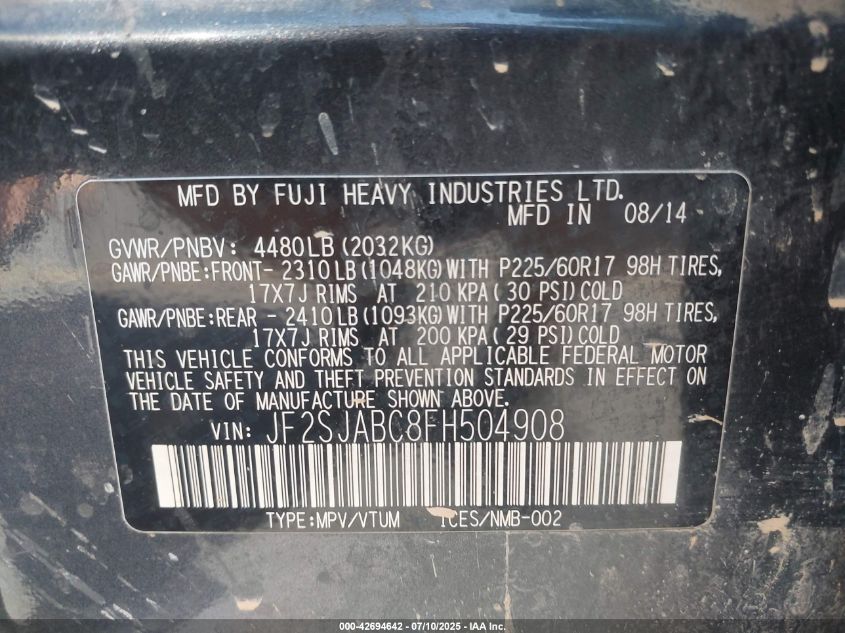 MFD BY FUJI HEAVY INDUSTRIES LTD.
MFD IN 08/14
GVWR/PNBV: 4480LB(2032KG)
GAWR/PNBE:FRONT- 2310LB(1048KG)WITH P225/60R17 98H TIRES,
17X7J RIMS AT 210 KPA( 30 PSI)COLD
GAWR/PNBE:REAR - 2410LB(1093KG)WITH P225/60R17 98H TIRES,
17X7J RIMS AT 200 KPA( 29 PSI)COLD
THIS VEHICLE CONFORMS TO ALL APPLICABLE FEDERAL MOTOR
VEHICLE SAFETY AND THEFT PREVENTION STANDARDS IN EFFECT ON
THE DATE OF MANUFACTURE SHOWN ABOVE.
VIN: JF2SJABC8FH504908
TYPE:MPV/VTUM ICES/NMB-002
000-42694642 / 07/10/2025 - IAA Inc.